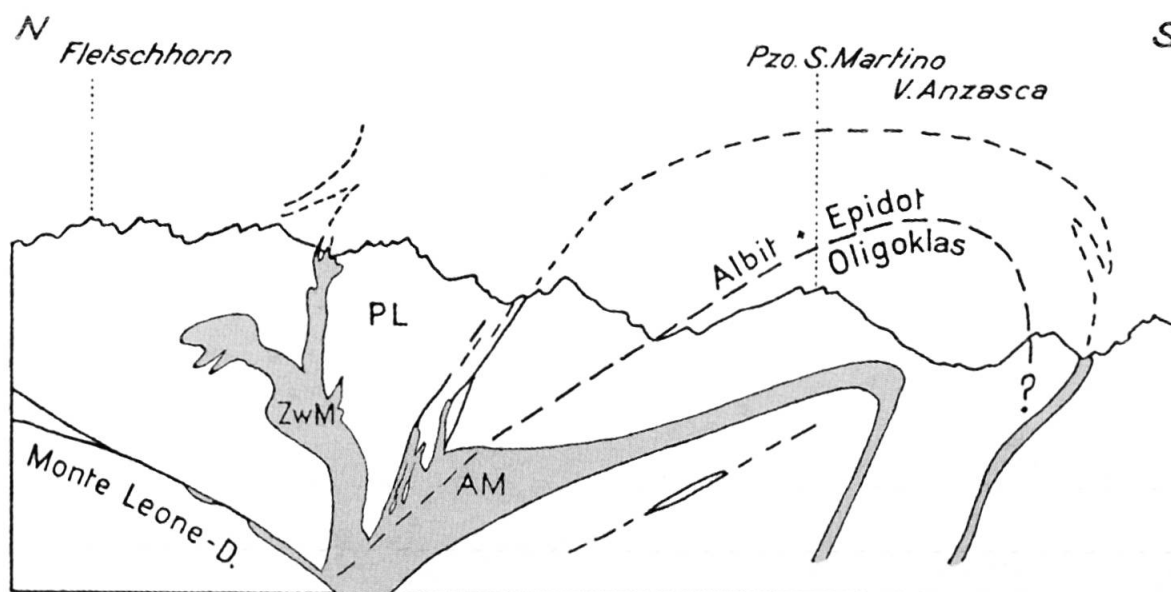 N
S
Fletschhorn
Pzo. S. Martino
V. Anzasca
Albit
Epidot
Oligoklas
PL
ZwM
AM
?
Monte Leone-D.